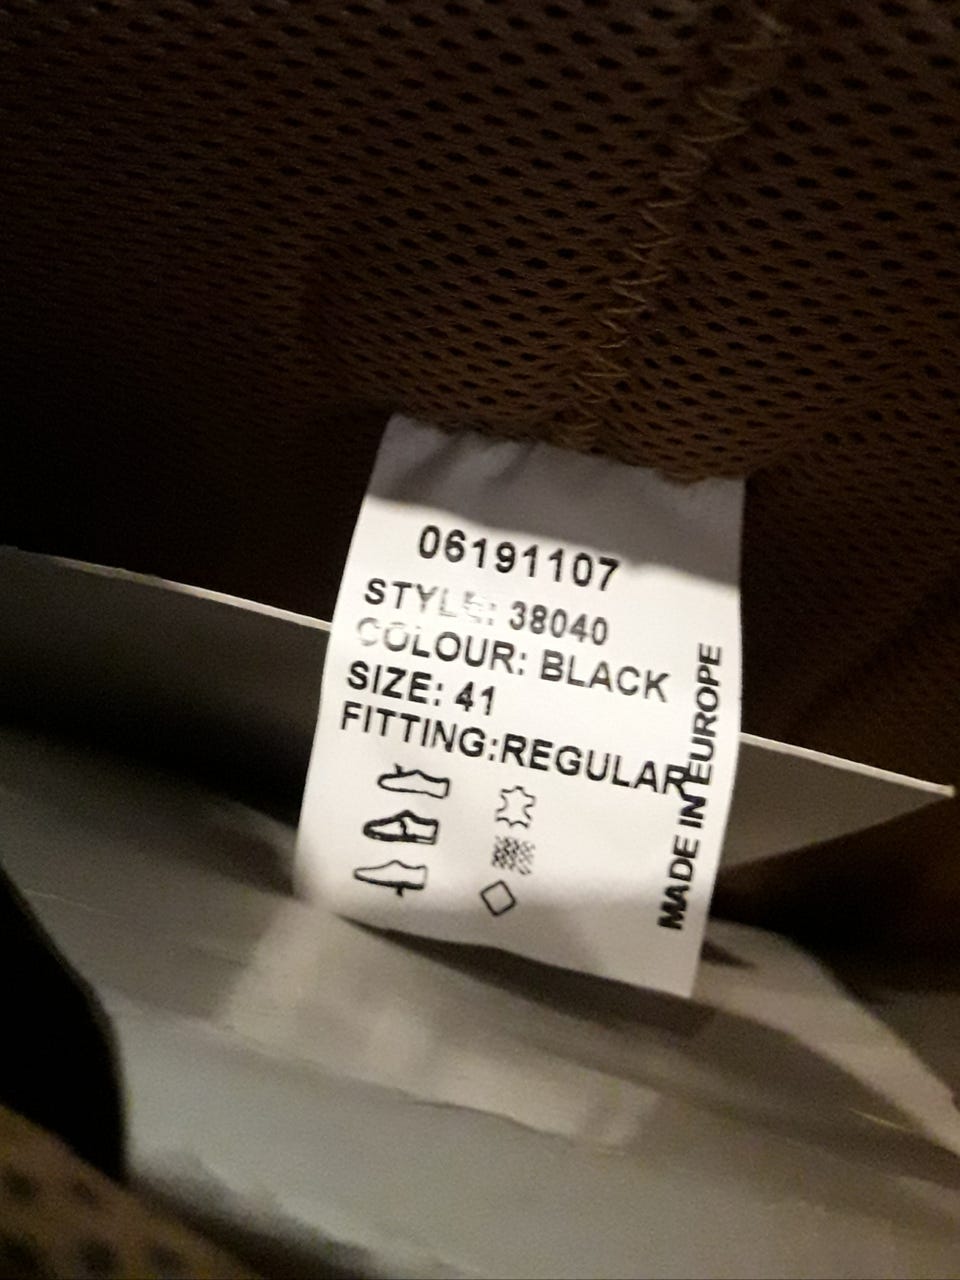 06191107
STYLE: 38040
COLOUR: BLACK
SIZE: 41
FITTING:REGULAR
MADE IN EUROPE